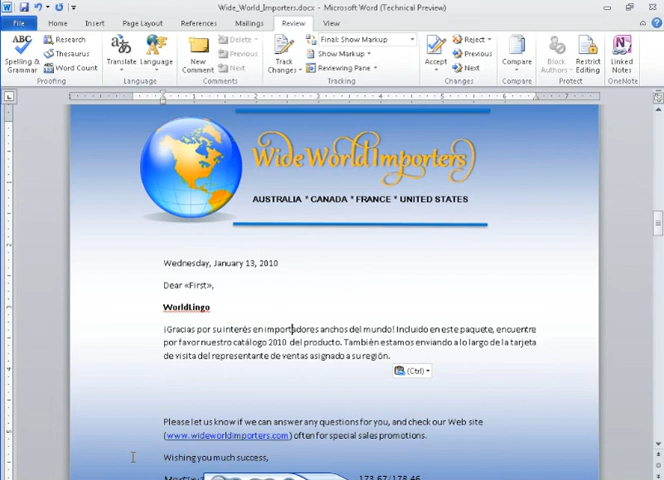 Wide_World_Importers.docx - Microsoft Word (Technical Preview)
File Home Insert Page Layout References Mailings Review View
Spelling & Grammar Research Thesaurus Word Count Translate Language New Comment Delete Previous Next Track Changes Final: Show Markup Show Markup Reviewing Pane Accept Reject Previous Next Compare Block Authors Restrict Editing Linked Notes
Proofing Language Comments Tracking Changes Compare Protect OneNote
Wide World Importers
AUSTRALIA * CANADA * FRANCE * UNITED STATES
Wednesday, January 13, 2010
Dear «First»,
WorldLingo
¡Gracias por su interés en importadores anchos del mundo! Incluido en este paquete, encuentre
por favor nuestro catálogo 2010 del producto. También estamos enviando a lo largo de la tarjeta
de visita del representante de ventas asignado a su región.
(Ctrl)
Please let us know if we can answer any questions for you, and check our Web site
(www.wideworldimporters.com) often for special sales promotions.
Wishing you much success,
173.67/178.46